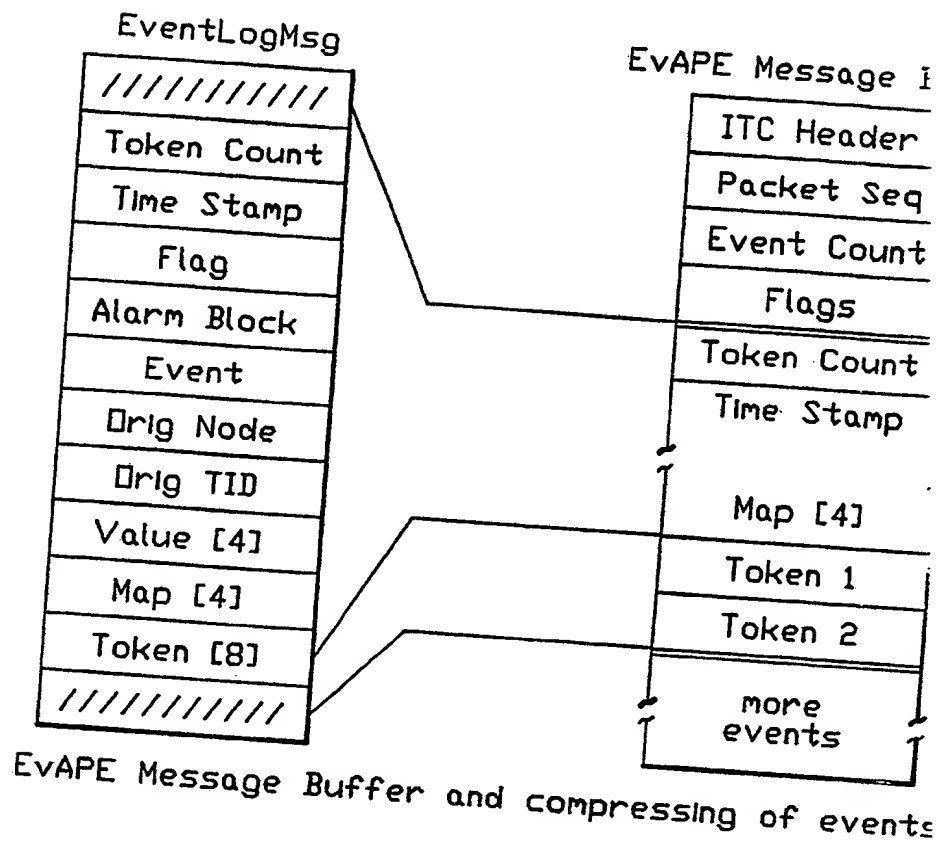 EventLogMsg
///////////
Token Count
Time Stamp
Flag
Alarm Block
Event
Orig Node
Orig TID
Value [4]
Map [4]
Token [8]
///////////
EvAPE Message
ITC Header
Packet Seq
Event Count
Flags
Token Count
Time Stamp
Map [4]
Token 1
Token 2
more
events
EvAPE Message Buffer and compressing of events